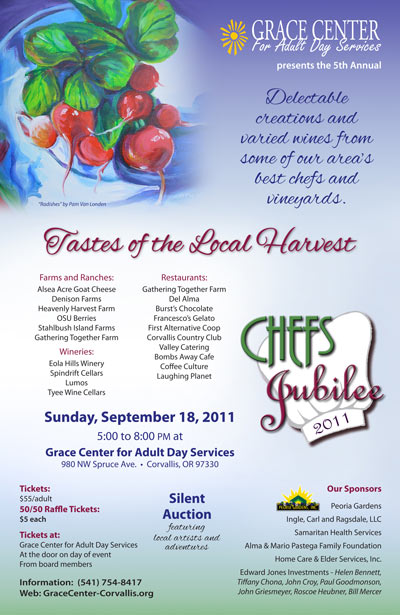 GRACE CENTER
For Adult Day Services
presents the 5th Annual
Delectable
creations and
varied wines from
some of our area's
best chefs and
vineyards.
"Radishes" by Pam Van Londen
Tastes of the Local Harvest
Farms and Ranches:
Alsea Acre Goat Cheese
Denison Farms
Heavenly Harvest Farm
OSU Berries
Stahlbush Island Farms
Gathering Together Farm
Wineries:
Eola Hills Winery
Spindrift Cellars
Lumos
Tyee Wine Cellars
Restaurants:
Gathering Together Farm
Del Alma
Burst's Chocolate
Francesco's Gelato
First Alternative Coop
Corvallis Country Club
Valley Catering
Bombs Away Cafe
Coffee Culture
Laughing Planet
CHEFS
Jubilee
2011
Sunday, September 18, 2011
5:00 to 8:00 PM at
Grace Center for Adult Day Services
980 NW Spruce Ave. • Corvallis, OR 97330
Tickets:
$55/adult
50/50 Raffle Tickets:
$5 each
Tickets at:
Grace Center for Adult Day Services
At the door on day of event
From board members
Information: (541) 754-8417
Web: GraceCenter-Corvallis.org
Silent
Auction
featuring
local artists and
adventures
Our Sponsors
PEORIA GARDENS, INC.
Peoria Gardens
Ingle, Carl and Ragsdale, LLC
Samaritan Health Services
Alma & Mario Pastega Family Foundation
Home Care & Elder Services, Inc.
Edward Jones Investments - Helen Bennett,
Tiffany Chona, John Croy, Paul Goodmonson,
John Griesmeyer, Roscoe Heubner, Bill Mercer